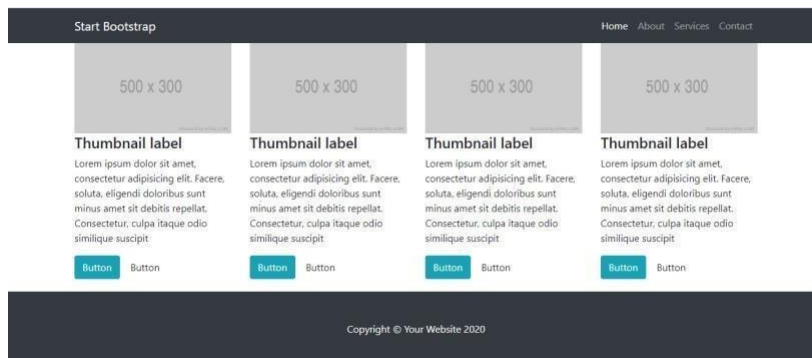 Start Bootstrap Home About Services Contact
500 x 300 500 x 300 500 x 300 500 x 300
Thumbnail label Thumbnail label Thumbnail label Thumbnail label
Lorem ipsum dolor sit amet,
consectetur adipisicing elit. Facere,
soluta, eligendi doloribus sunt
minus amet sit debitis repellat.
Consectetur, culpa itaque odio
similique suscipit
Button Button
Lorem ipsum dolor sit amet,
consectetur adipisicing elit. Facere,
soluta, eligendi doloribus sunt
minus amet sit debitis repellat.
Consectetur, culpa itaque odio
similique suscipit
Button Button
Lorem ipsum dolor sit amet,
consectetur adipisicing elit. Facere,
soluta, eligendi doloribus sunt
minus amet sit debitis repellat.
Consectetur, culpa itaque odio
similique suscipit
Button Button
Lorem ipsum dolor sit amet,
consectetur adipisicing elit. Facere,
soluta, eligendi doloribus sunt
minus amet sit debitis repellat.
Consectetur, culpa itaque odio
similique suscipit
Button Button
Copyright © Your Website 2020